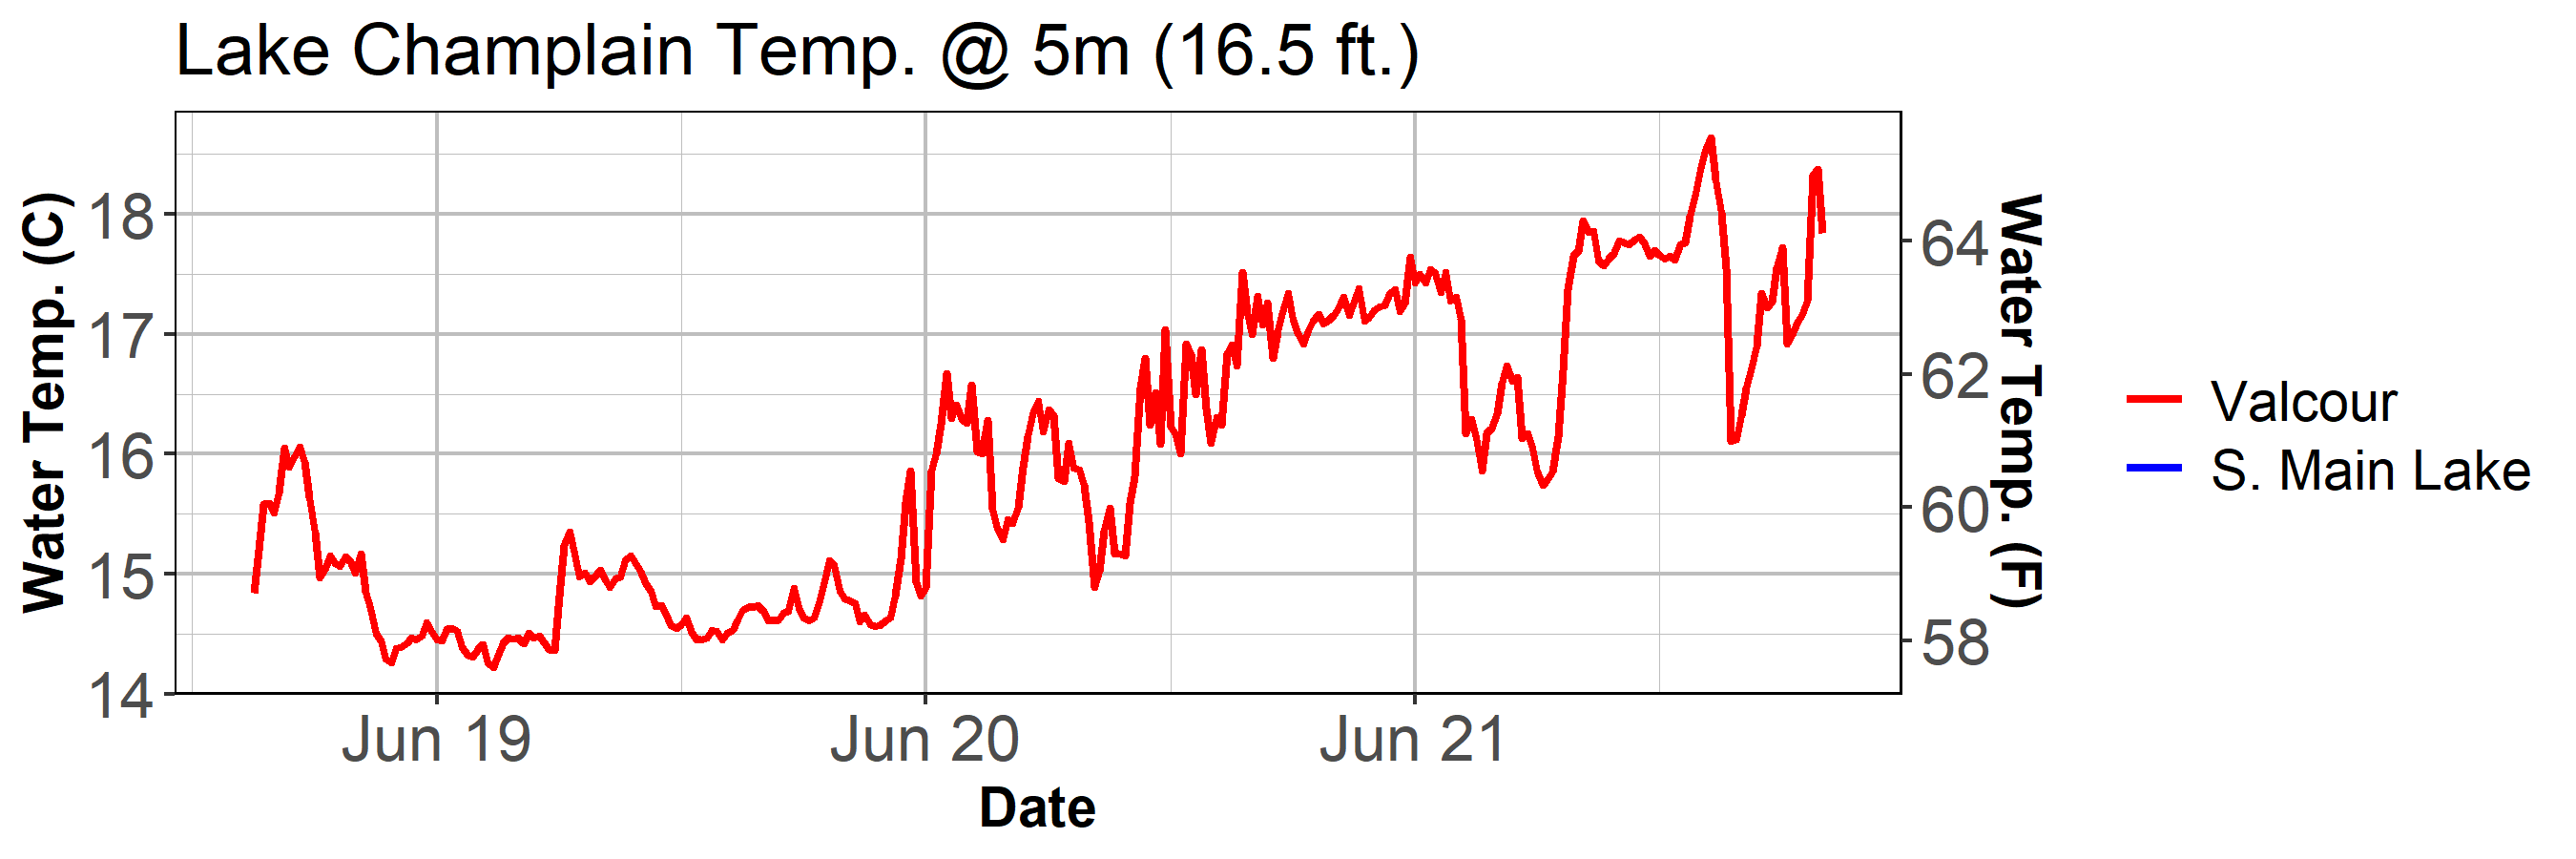 Lake Champlain Temp. @ 5m (16.5 ft.)
Water Temp. (C)
18
17
16
15
14
64
62
60
58
Water Temp. (F)
Jun 19
Jun 20
Jun 21
Date
Valcour
S. Main Lake